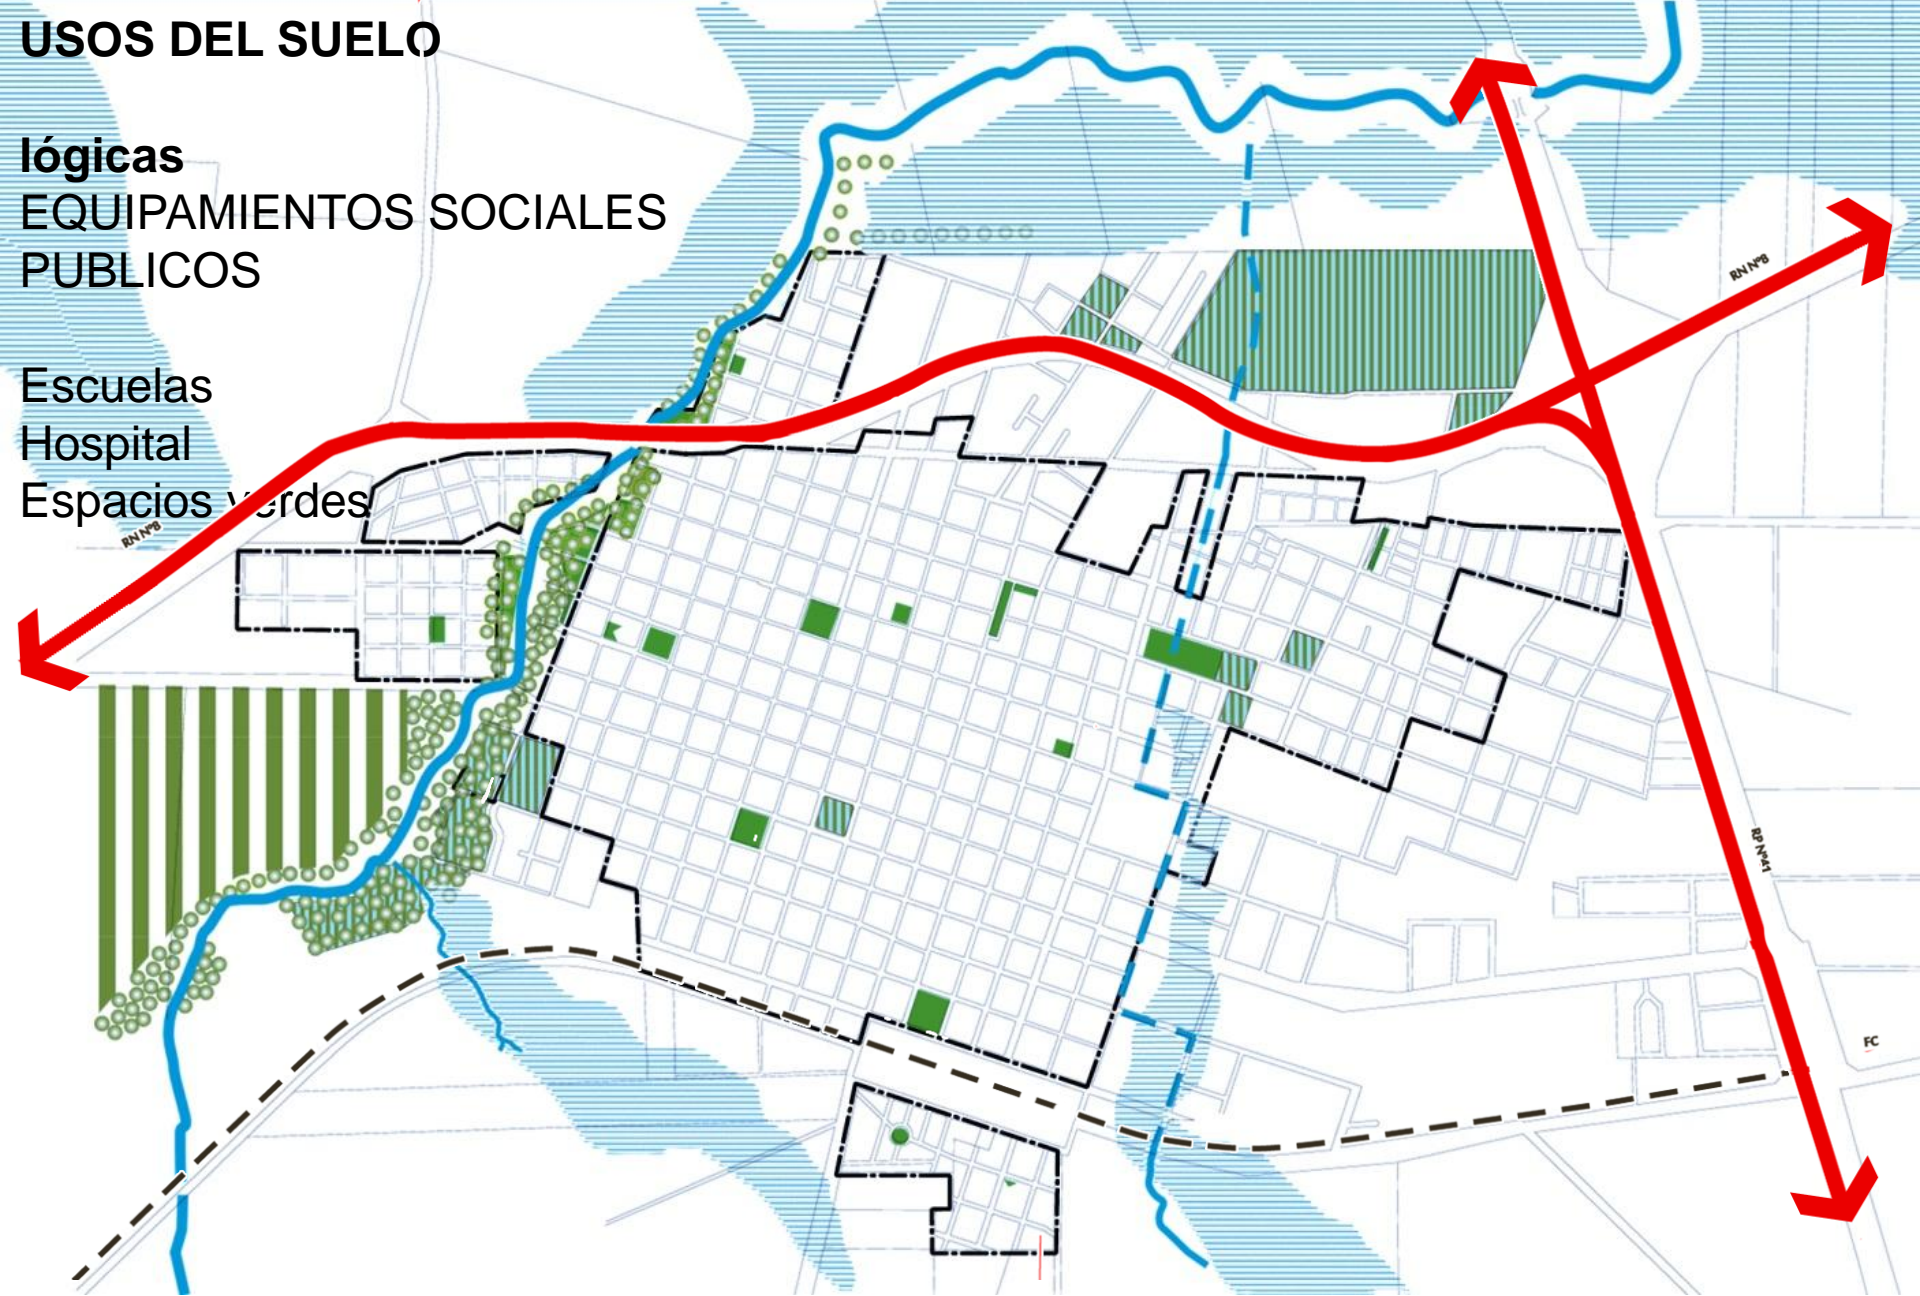 USOS DEL SUELO
lógicas
EQUIPAMIENTOS SOCIALES
PUBLICOS
Escuelas
Hospital
Espacios verdes
RN Nº8
RN Nº8
RP Nº41
FC